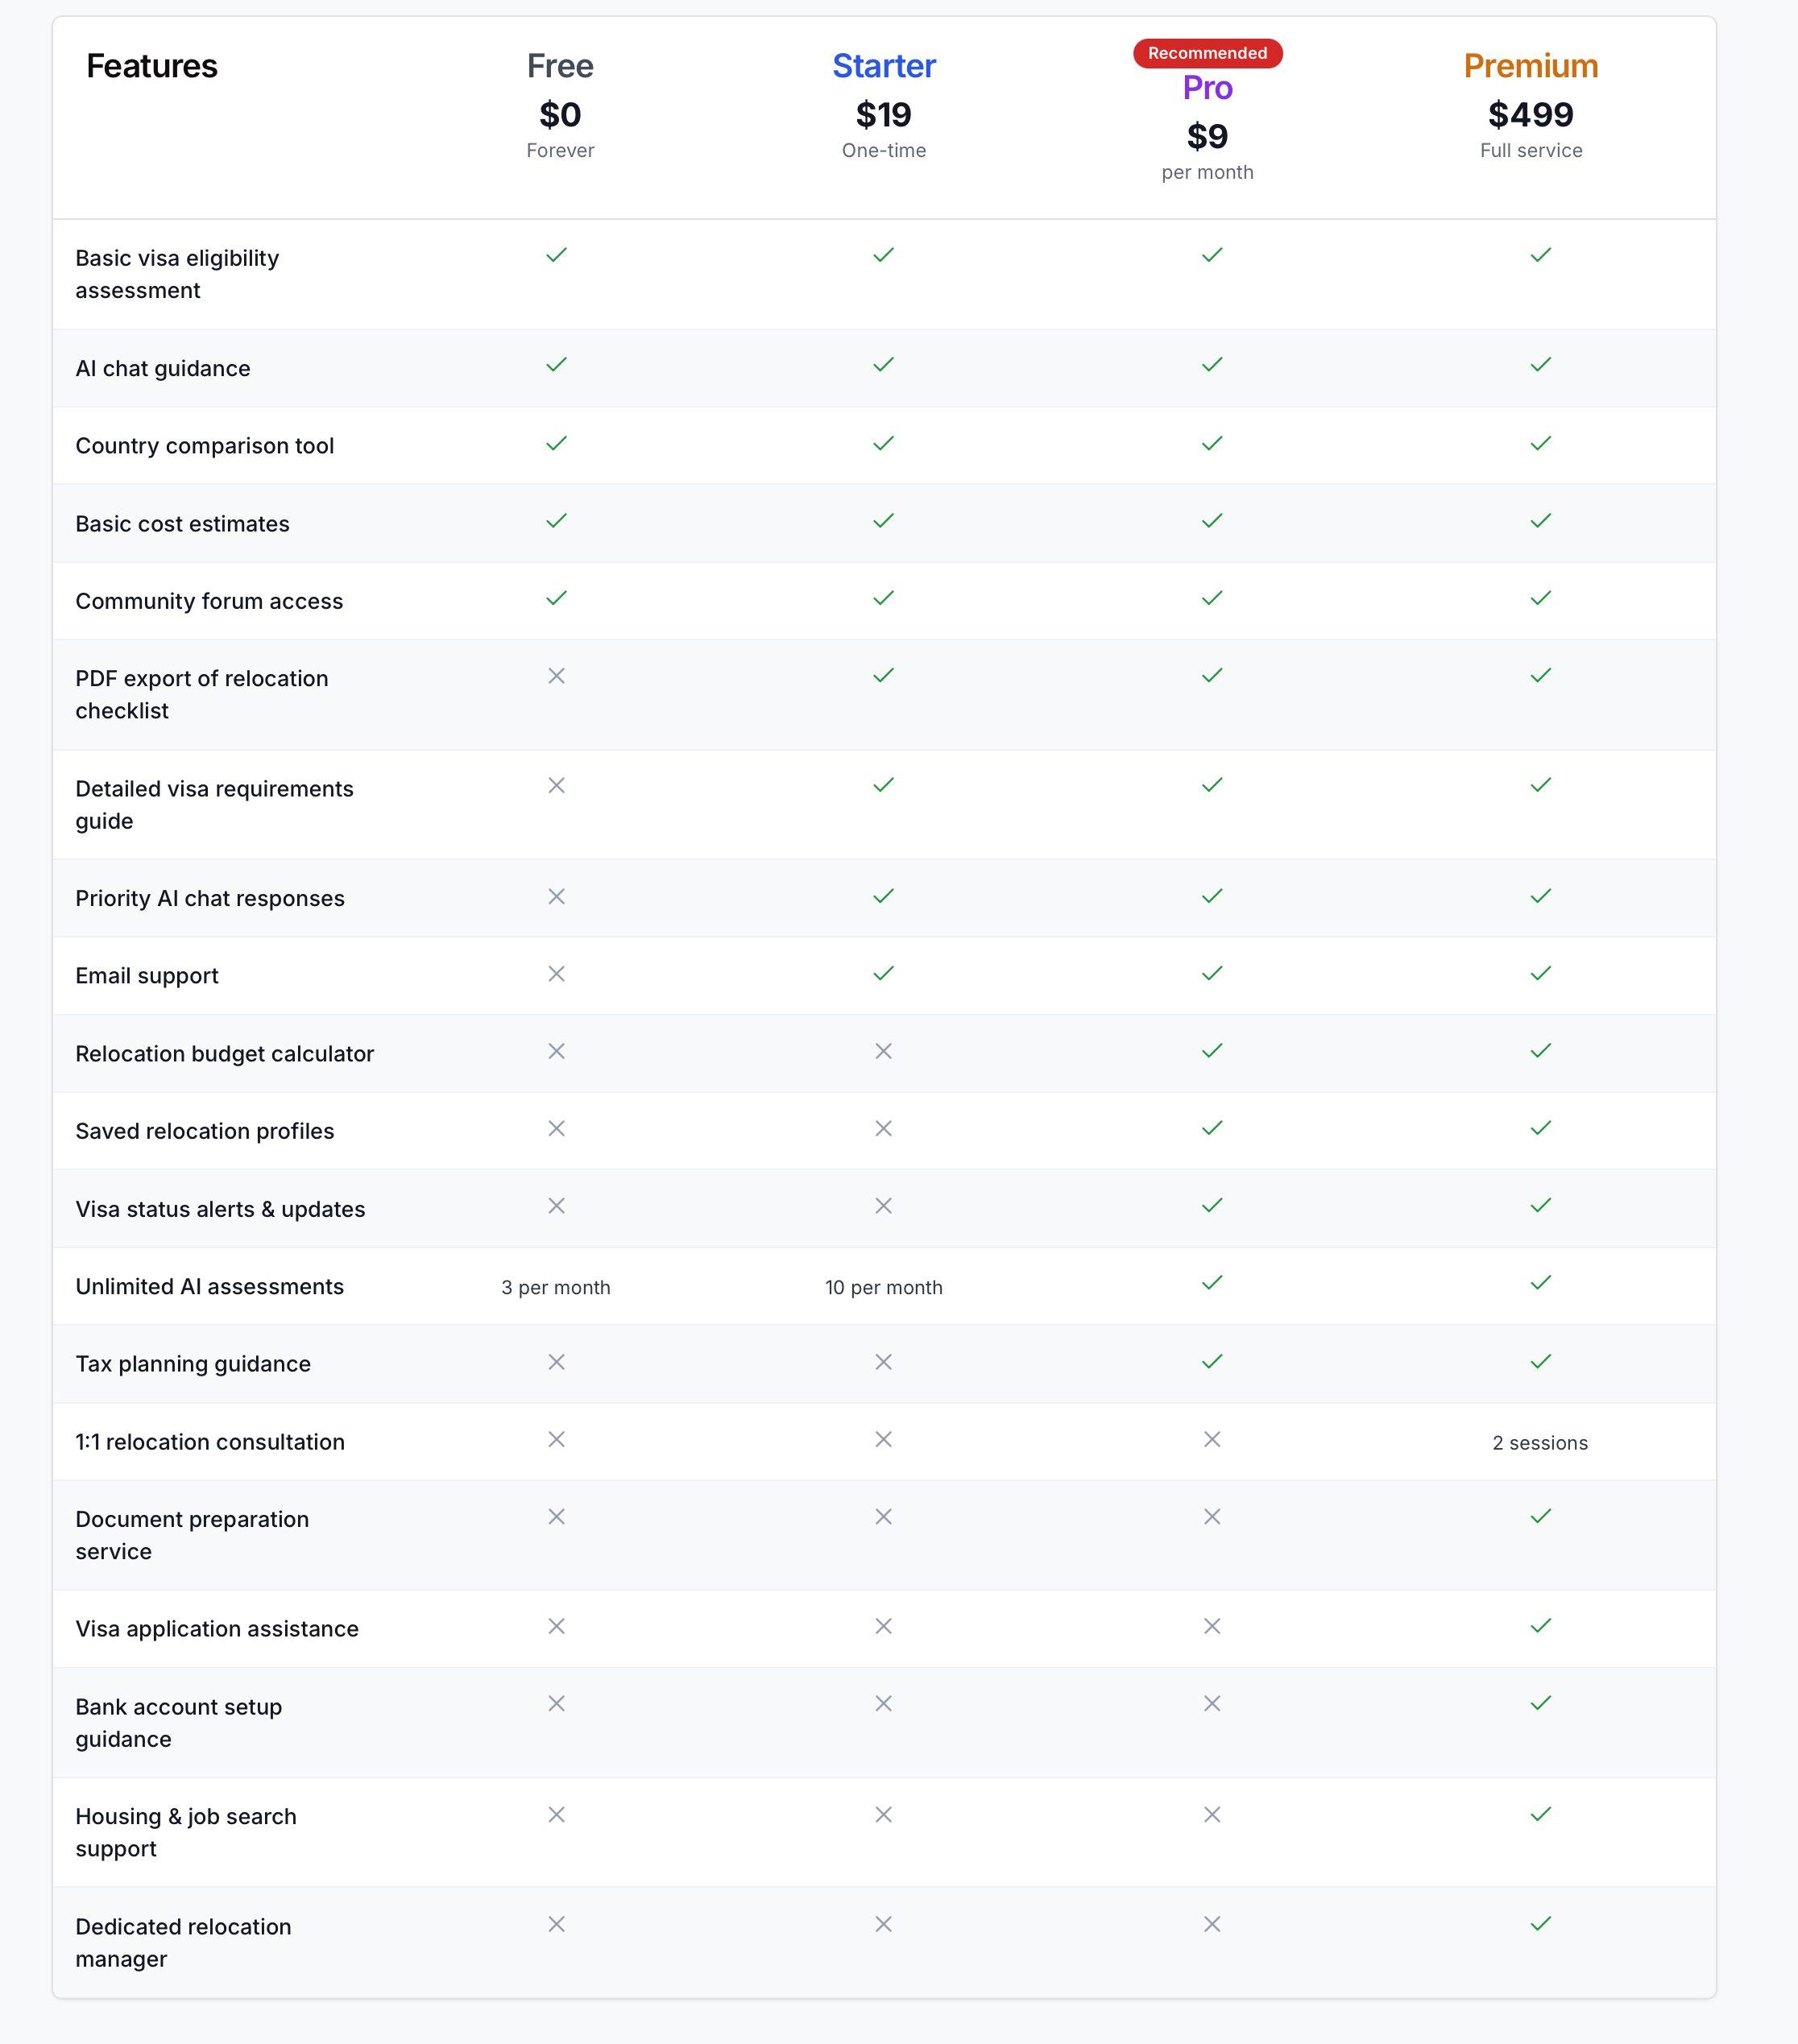 Features
Free
$0
Forever
Starter
$19
One-time
Recommended
Pro
$9
per month
Premium
$499
Full service
Basic visa eligibility
assessment
AI chat guidance
Country comparison tool
Basic cost estimates
Community forum access
PDF export of relocation
checklist
Detailed visa requirements
guide
Priority AI chat responses
Email support
Relocation budget calculator
Saved relocation profiles
Visa status alerts & updates
Unlimited AI assessments
3 per month
10 per month
Tax planning guidance
1:1 relocation consultation
2 sessions
Document preparation
service
Visa application assistance
Bank account setup
guidance
Housing & job search
support
Dedicated relocation
manager